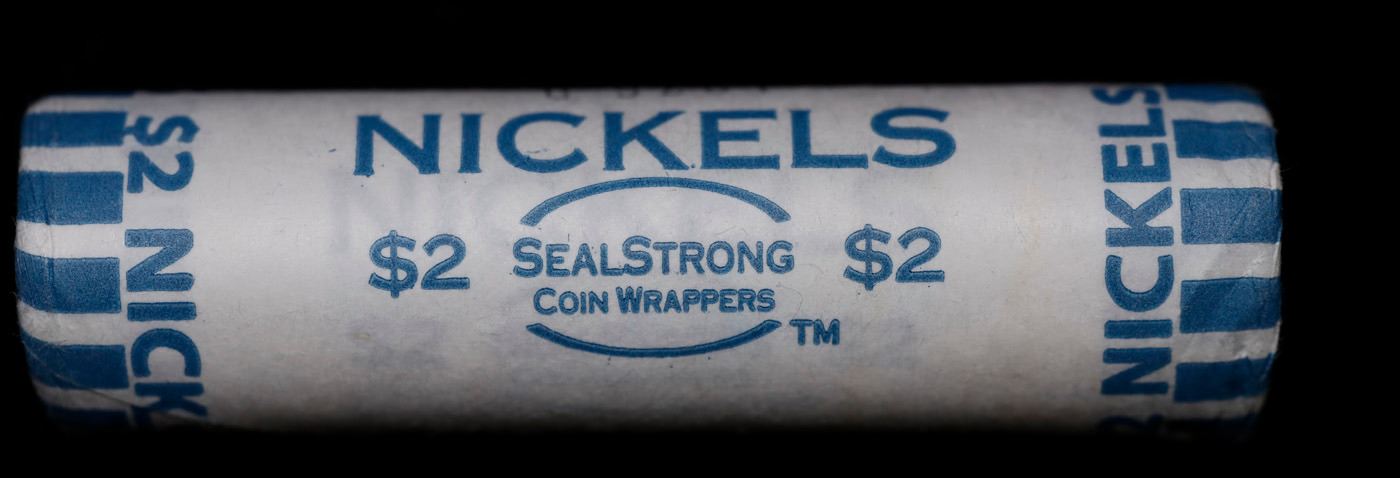 NICKELS
$2 SEALSTRONG $2
COIN WRAPPERS TM
$2 NICK
NICKELS